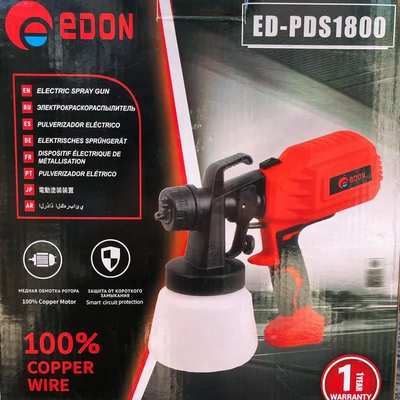 EDON
ED-PDS1800
EN ELECTRIC SPRAY GUN
RU ЭЛЕКТРОКРАСКОРАСПЫЛИТЕЛЬ
ES PULVERIZADOR ELÉCTRICO
DE ELEKTRISCHES SPRÜHGERÄT
FR DISPOSITIF ÉLECTRIQUE DE
MÉTALLISATION
PT PULVERIZADOR ELÉTRICO
JP 電動塗装装置
AR
EDON
МЕДНАЯ ОБМОТКА РОТОРА
100% Copper Motor
ЗАЩИТА ОТ КОРОТКОГО
ЗАМЫКАНИЯ
Smart circuit protection
100%
COPPER
WIRE
1 YEAR
WARRANTY